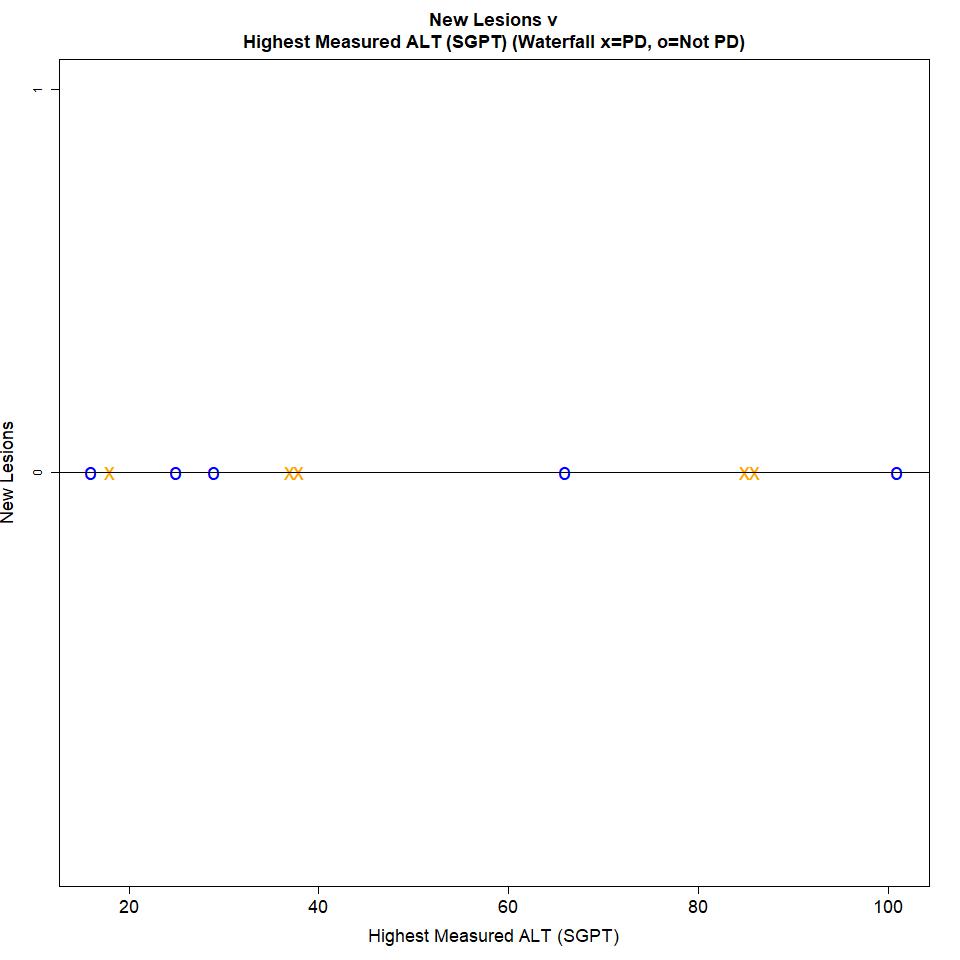 New Lesions v
Highest Measured ALT (SGPT) (Waterfall x=PD, o=Not PD)
1
0
New Lesions
o x o o x x o x x o
20 40 60 80 100
Highest Measured ALT (SGPT)